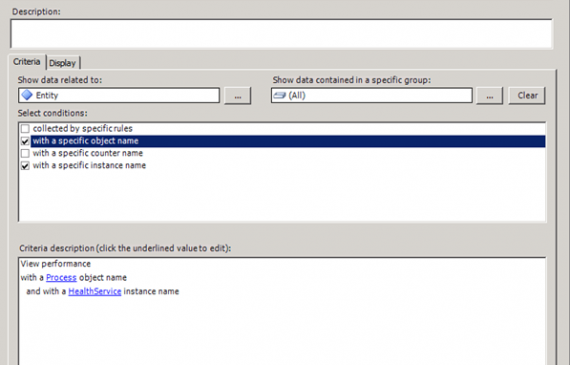 Description:
Criteria Display
Show data related to: Show data contained in a specific group:
Entity ... (All) ... Clear
Select conditions:
collected by specific rules
with a specific object name
with a specific counter name
with a specific instance name
Criteria description (click the underlined value to edit):
View performance
with a Process object name
and with a HealthService instance name